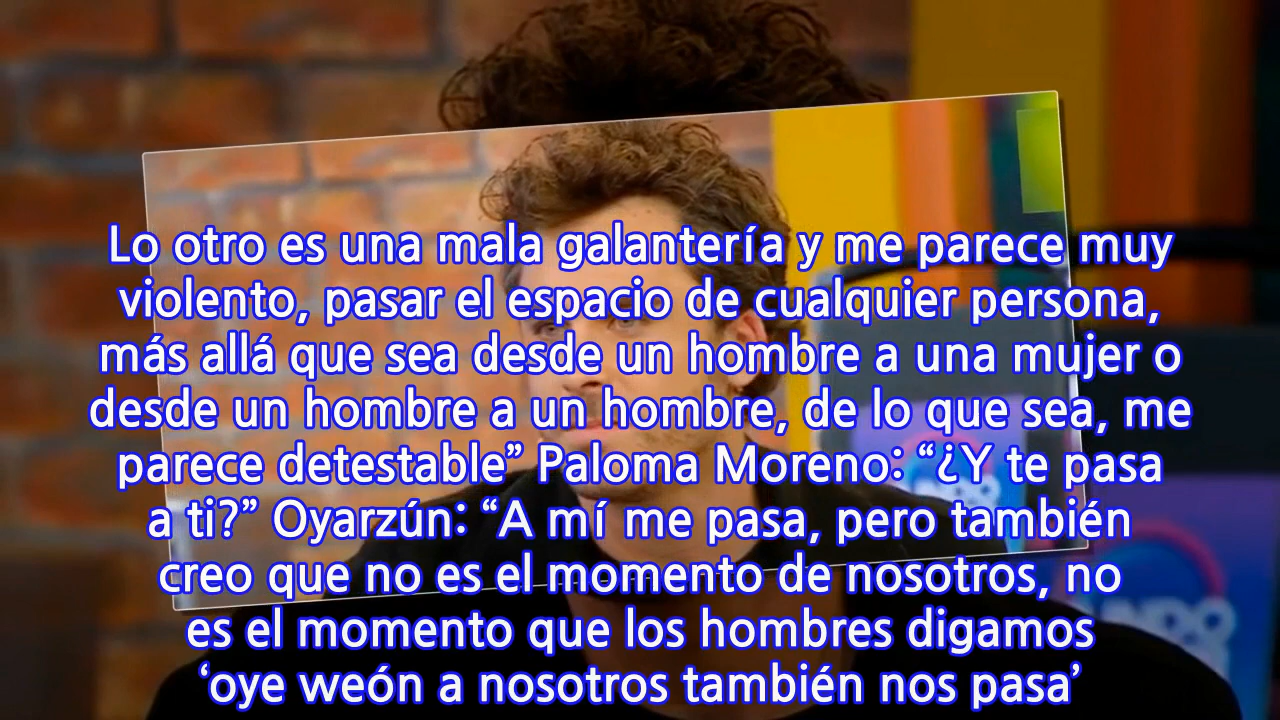 Lo otro es una mala galantería y me parece muy
violento, pasar el espacio de cualquier persona,
más allá que sea desde un hombre a una mujer o
desde un hombre a un hombre, de lo que sea, me
parece detestable” Paloma Moreno: “¿Y te pasa
a ti?” Oyarzún: “A mí me pasa, pero también
creo que no es el momento de nosotros, no
es el momento que los hombres digamos
‘oye weón a nosotros también nos pasa’